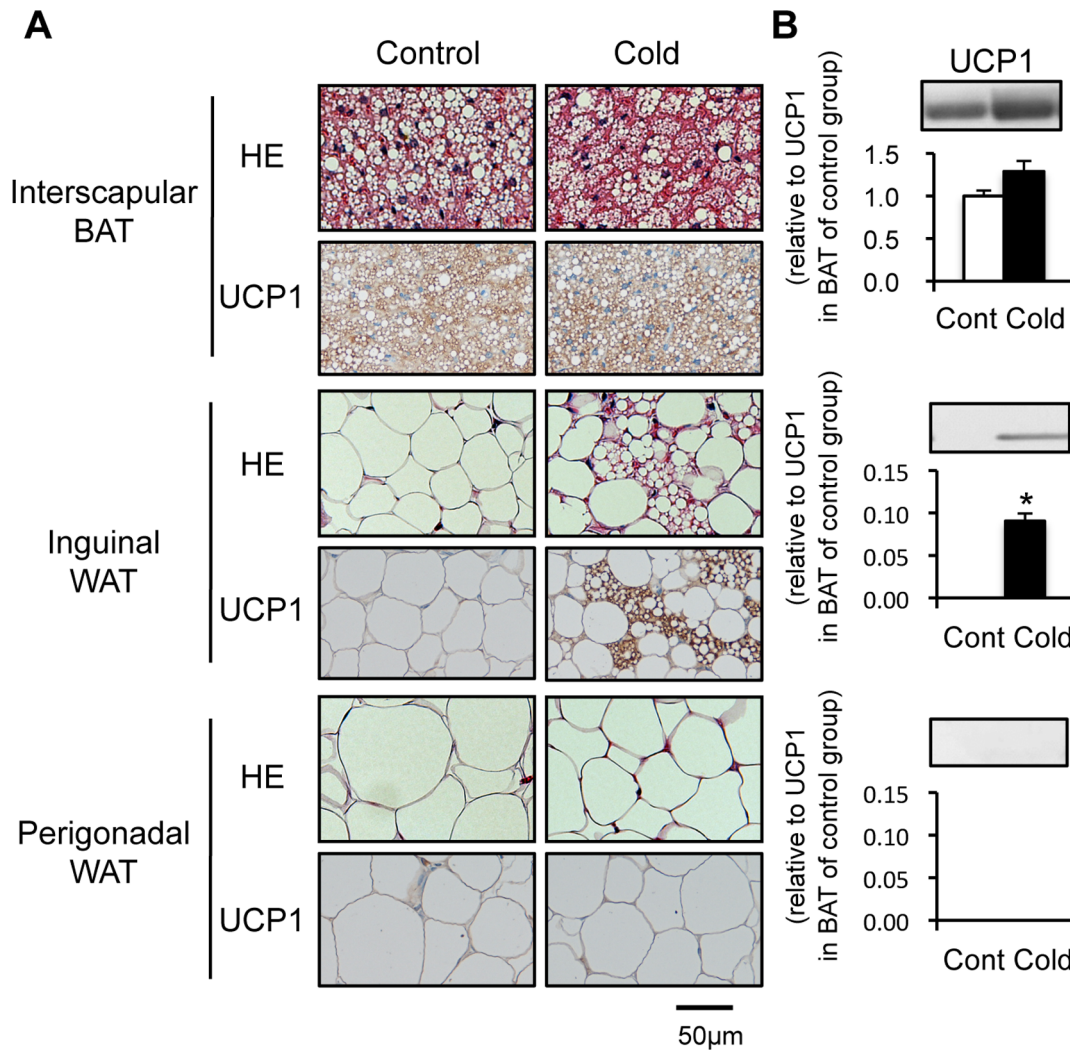 A
Control
Cold
Interscapular
BAT
HE
UCP1
Inguinal
WAT
HE
UCP1
Perigonadal
WAT
HE
UCP1
50µm
B
UCP1
(relative to UCP1
in BAT of control group)
1.5
1.0
0.5
0.0
Cont Cold
(relative to UCP1
in BAT of control group)
0.15
0.10
0.05
0.00
*
Cont Cold
(relative to UCP1
in BAT of control group)
0.15
0.10
0.05
0.00
Cont Cold